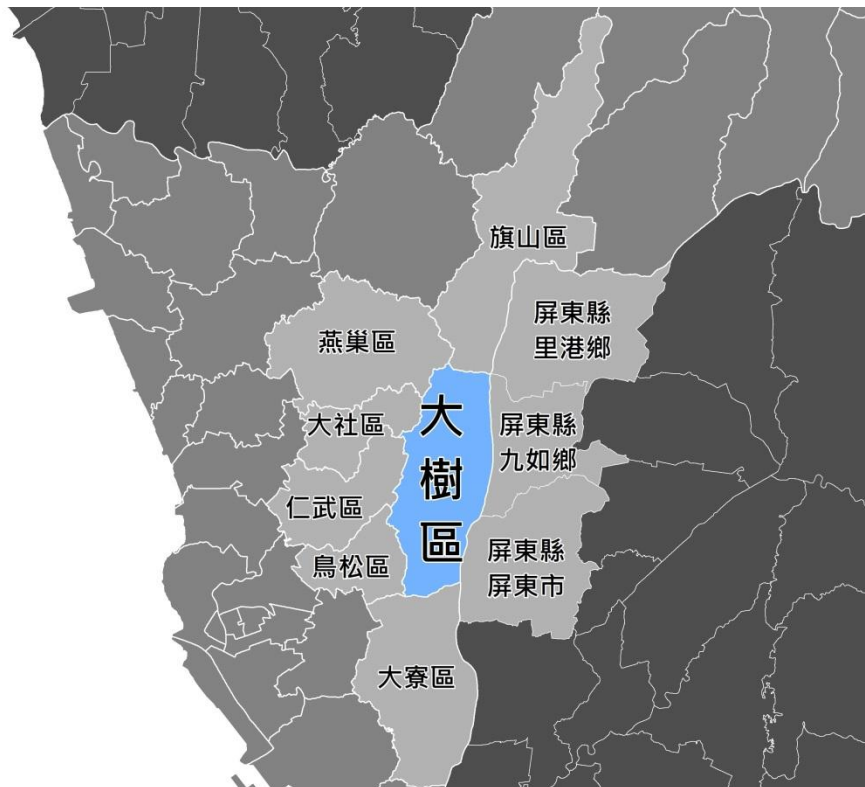 旗山區
屏東縣
里港鄉
燕巢區
大樹區
大社區
屏東縣
九如鄉
仁武區
鳥松區
屏東縣
屏東市
大寮區